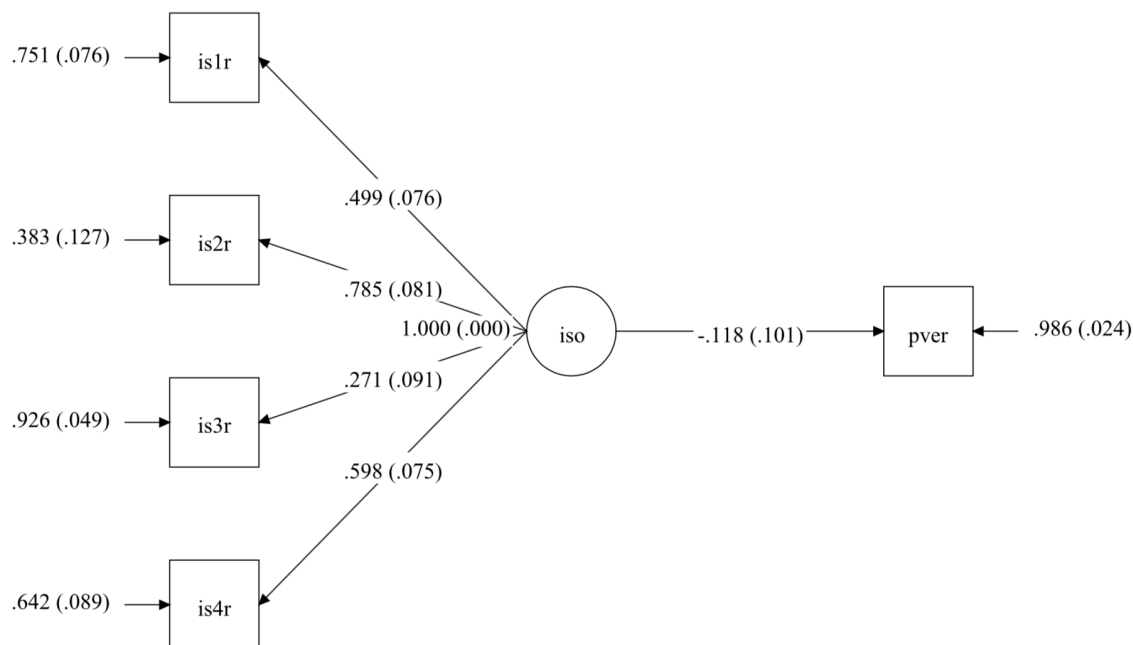 .751 (.076)
is1r
.499 (.076)
.383 (.127)
is2r
.785 (.081)
1.000 (.000)
iso
-.118 (.101)
pver
.986 (.024)
.271 (.091)
.926 (.049)
is3r
.598 (.075)
.642 (.089)
is4r